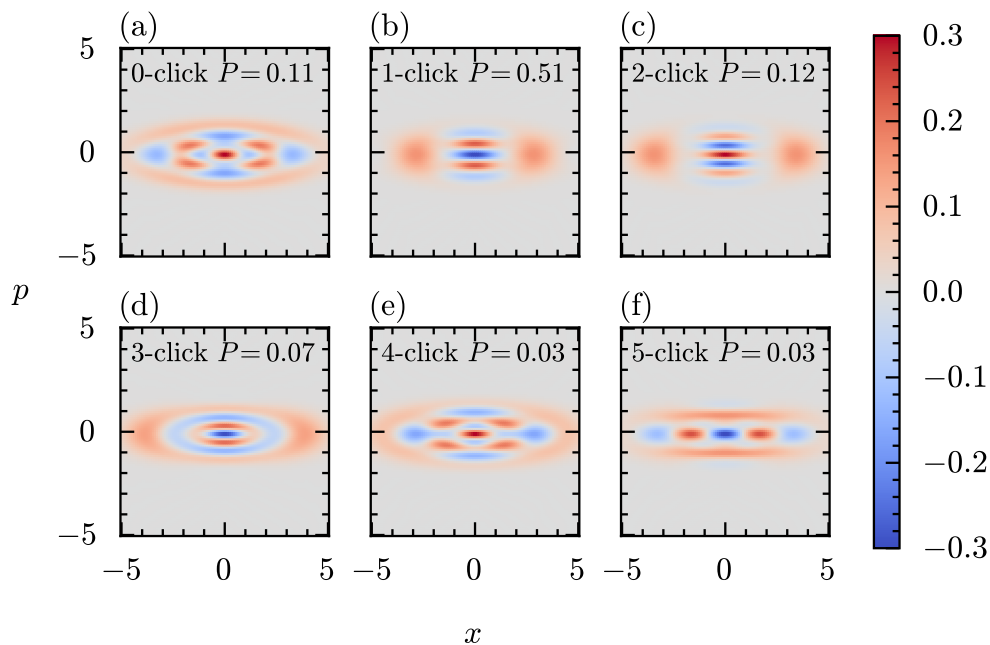 (a) (b) (c)
0-click P = 0.11
1-click P = 0.51
2-click P = 0.12
5
0
−5
p
(d) (e) (f)
3-click P = 0.07
4-click P = 0.03
5-click P = 0.03
5
0
−5
−5 0 5 −5 0 5 −5 0 5
x
0.3
0.2
0.1
0.0
−0.1
−0.2
−0.3